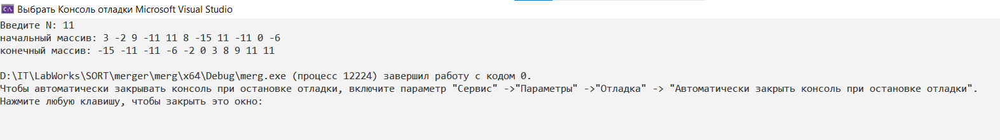 Выбрать Консоль отладки Microsoft Visual Studio
Введите N: 11
начальный массив: 3 -2 9 -11 11 8 -15 11 -11 0 -6
конечный массив: -15 -11 -11 -6 -2 0 3 8 9 11 11
D:\IT\LabWorks\SORT\merger\merg\x64\Debug\merg.exe (процесс 12224) завершил работу с кодом 0.
Чтобы автоматически закрывать консоль при остановке отладки, включите параметр "Сервис" ->"Параметры" ->"Отладка" -> "Автоматически закрыть консоль при остановке отладки".
Нажмите любую клавишу, чтобы закрыть это окно: